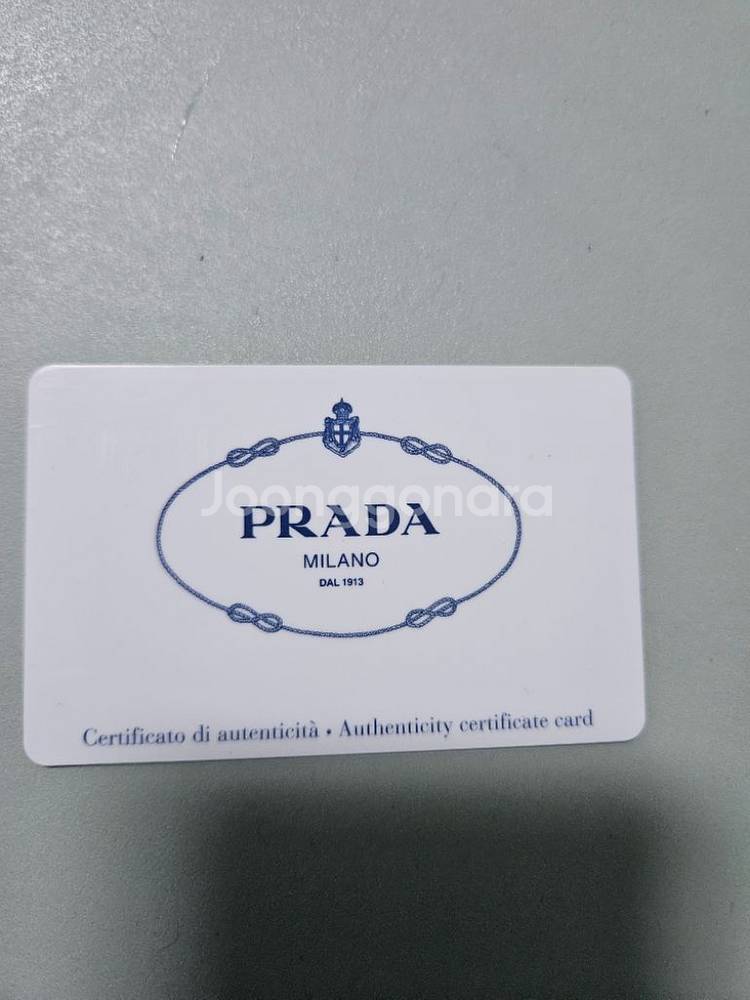 Joonggonara
PRADA
MILANO
DAL 1913
Certificato di autenticità • Authenticity certificate card